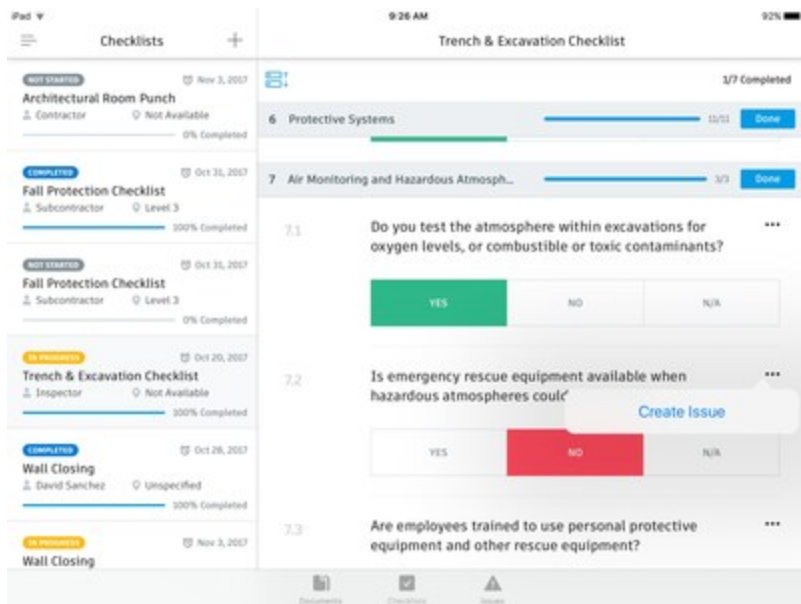 iPad
9:26 AM
92%
Checklists
Trench & Excavation Checklist
NOT STARTED
Nov 3, 2017
Architectural Room Punch
Contractor
Not Available
0% Completed
COMPLETED
Oct 31, 2017
Fall Protection Checklist
Subcontractor
Level 3
100% Completed
NOT STARTED
Oct 31, 2017
Fall Protection Checklist
Subcontractor
Level 3
0% Completed
IN PROGRESS
Oct 20, 2017
Trench & Excavation Checklist
Inspector
Not Available
100% Completed
COMPLETED
Oct 28, 2017
Wall Closing
David Sanchez
Unspecified
100% Completed
IN PROGRESS
Nov 3, 2017
Wall Closing
1/7 Completed
6 Protective Systems
11/11
Done
7 Air Monitoring and Hazardous Atmosph...
3/3
Done
7.1
Do you test the atmosphere within excavations for
oxygen levels, or combustible or toxic contaminants?
YES
NO
N/A
7.2
Is emergency rescue equipment available when
hazardous atmospheres could
Create Issue
YES
NO
N/A
7.3
Are employees trained to use personal protective
equipment and other rescue equipment?
Documents
Checklists
Issues